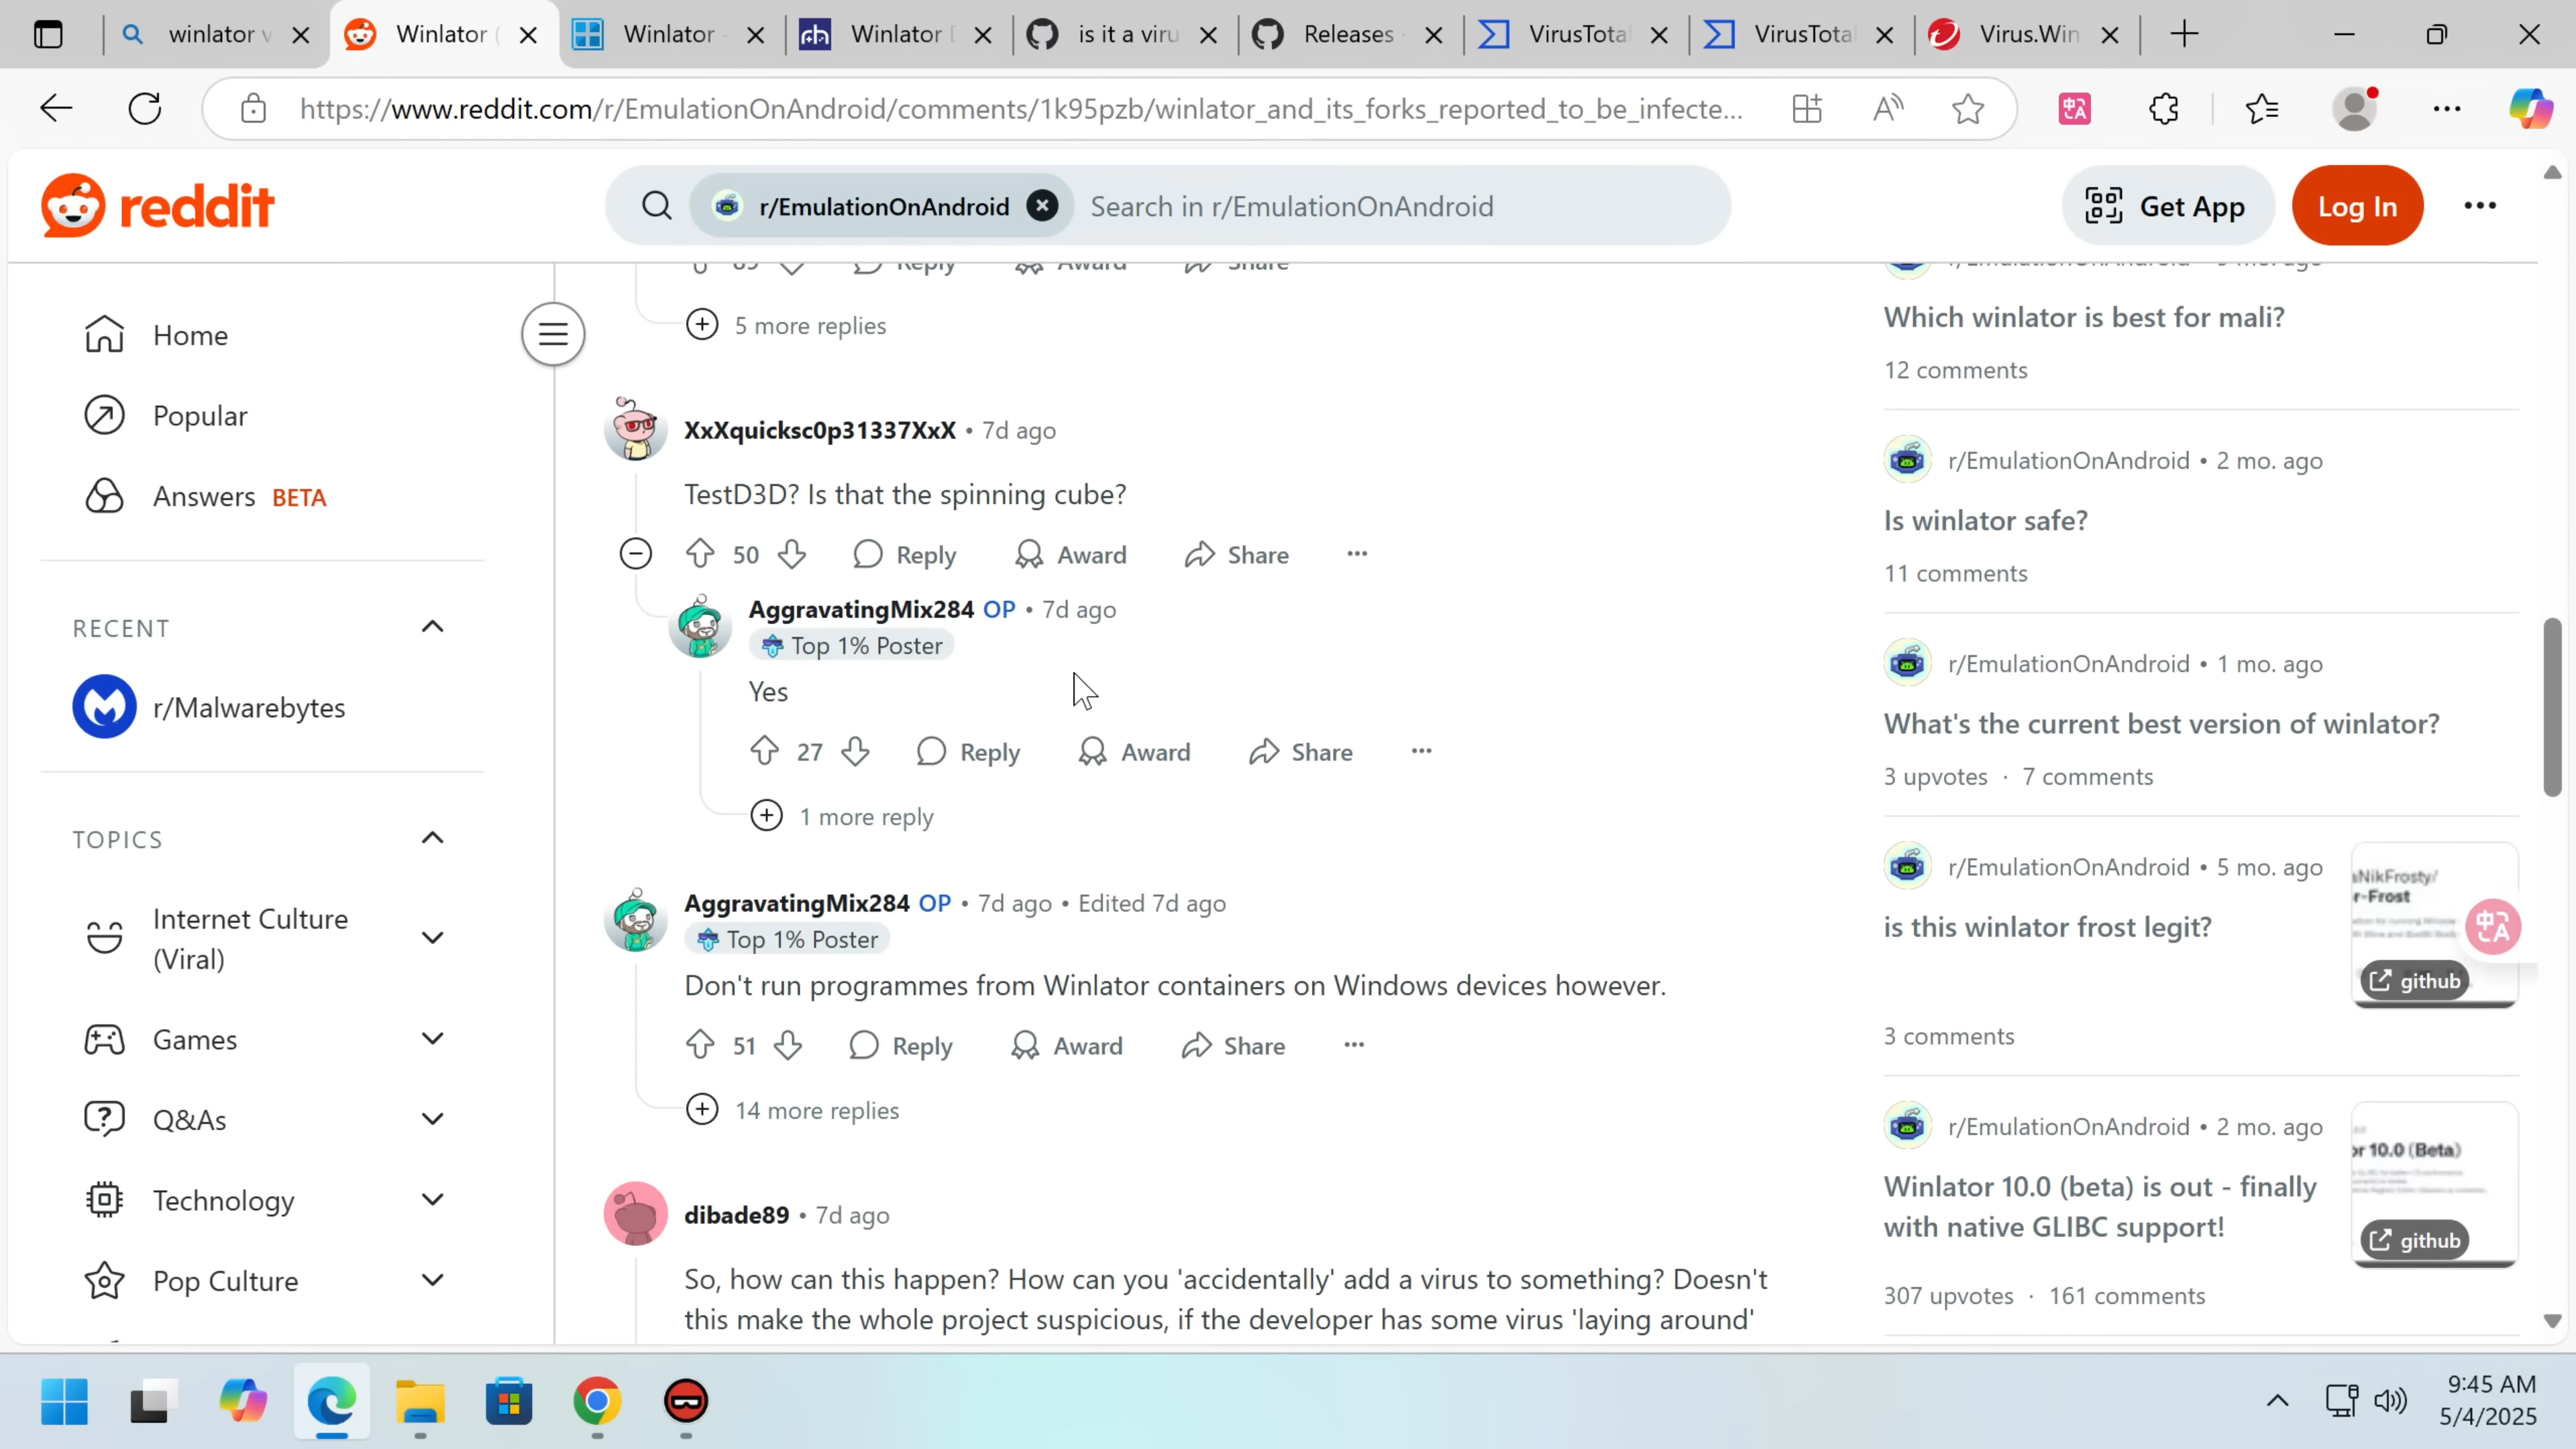 winlator v
Winlator (
Winlator -
Winlator D
is it a viru
Releases ·
VirusTotal
VirusTotal
Virus.Win
https://www.reddit.com/r/EmulationOnAndroid/comments/1k95pzb/winlator_and_its_forks_reported_to_be_infecte...
reddit
r/EmulationOnAndroid
Search in r/EmulationOnAndroid
Get App
Log In
Home
Popular
Answers BETA
RECENT
r/Malwarebytes
TOPICS
Internet Culture
(Viral)
Games
Q&As
Technology
Pop Culture
Reply Award Share
5 more replies
XxXquicksc0p31337XxX • 7d ago
TestD3D? Is that the spinning cube?
50 Reply Award Share
AggravatingMix284 OP • 7d ago
Top 1% Poster
Yes
27 Reply Award Share
1 more reply
AggravatingMix284 OP • 7d ago • Edited 7d ago
Top 1% Poster
Don't run programmes from Winlator containers on Windows devices however.
51 Reply Award Share
14 more replies
dibade89 • 7d ago
So, how can this happen? How can you 'accidentally' add a virus to something? Doesn't
this make the whole project suspicious, if the developer has some virus 'laying around'
Which winlator is best for mali?
12 comments
r/EmulationOnAndroid • 2 mo. ago
Is winlator safe?
11 comments
r/EmulationOnAndroid • 1 mo. ago
What's the current best version of winlator?
3 upvotes · 7 comments
r/EmulationOnAndroid • 5 mo. ago
is this winlator frost legit?
aNikFrosty/
r-Frost
github
3 comments
r/EmulationOnAndroid • 2 mo. ago
Winlator 10.0 (beta) is out - finally
with native GLIBC support!
or 10.0 (Beta)
github
307 upvotes · 161 comments
9:45 AM
5/4/2025